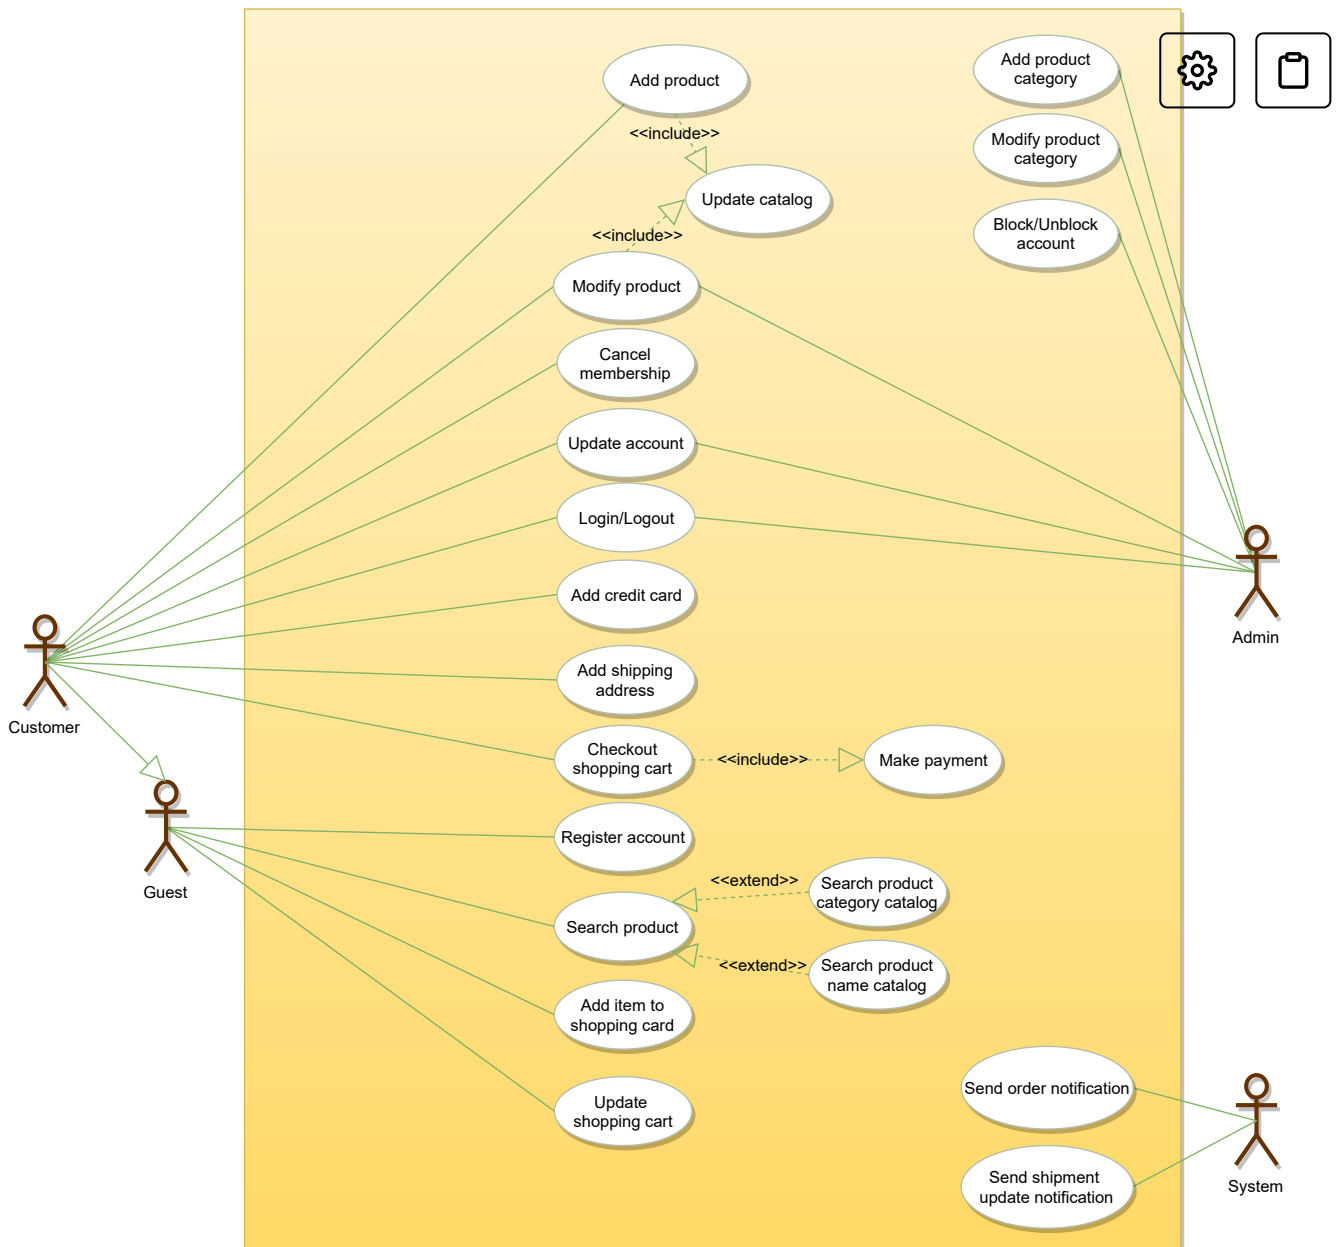 Add product
Add product
category
<<include>>
Modify product
category
Update catalog
Block/Unblock
account
<<include>>
Modify product
Cancel
membership
Update account
Login/Logout
Add credit card
Admin
Add shipping
address
Customer
Checkout
shopping cart
<<include>>
Make payment
Register account
Guest
<<extend>>
Search product
category catalog
Search product
<<extend>>
Search product
name catalog
Add item to
shopping card
Send order notification
Update
shopping cart
Send shipment
update notification
System